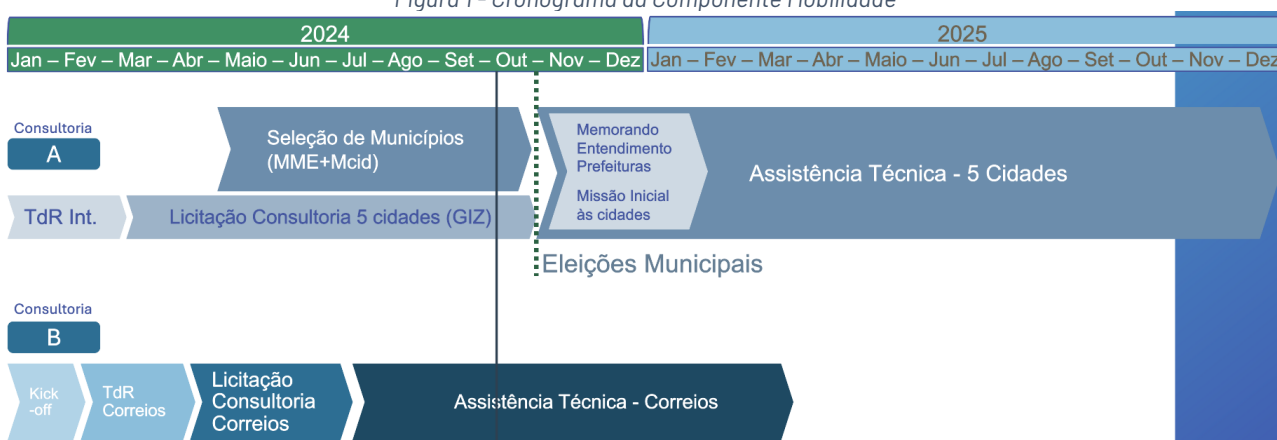 Figura 1 - Cronograma da Componente Mobilidade
2024
2025
Jan – Fev – Mar – Abr – Maio – Jun – Jul – Ago – Set – Out – Nov – Dez
Jan – Fev – Mar – Abr – Maio – Jun – Jul – Ago – Set – Out – Nov – Dez
Consultoria
A
Seleção de Municípios
(MME+Mcid)
Memorando
Entendimento
Prefeituras
Missão Inicial
às cidades
Assistência Técnica - 5 Cidades
TdR Int.
Licitação Consultoria 5 cidades (GIZ)
Eleições Municipais
Consultoria
B
Kick
-off
TdR
Correios
Licitação
Consultoria
Correios
Assistência Técnica - Correios